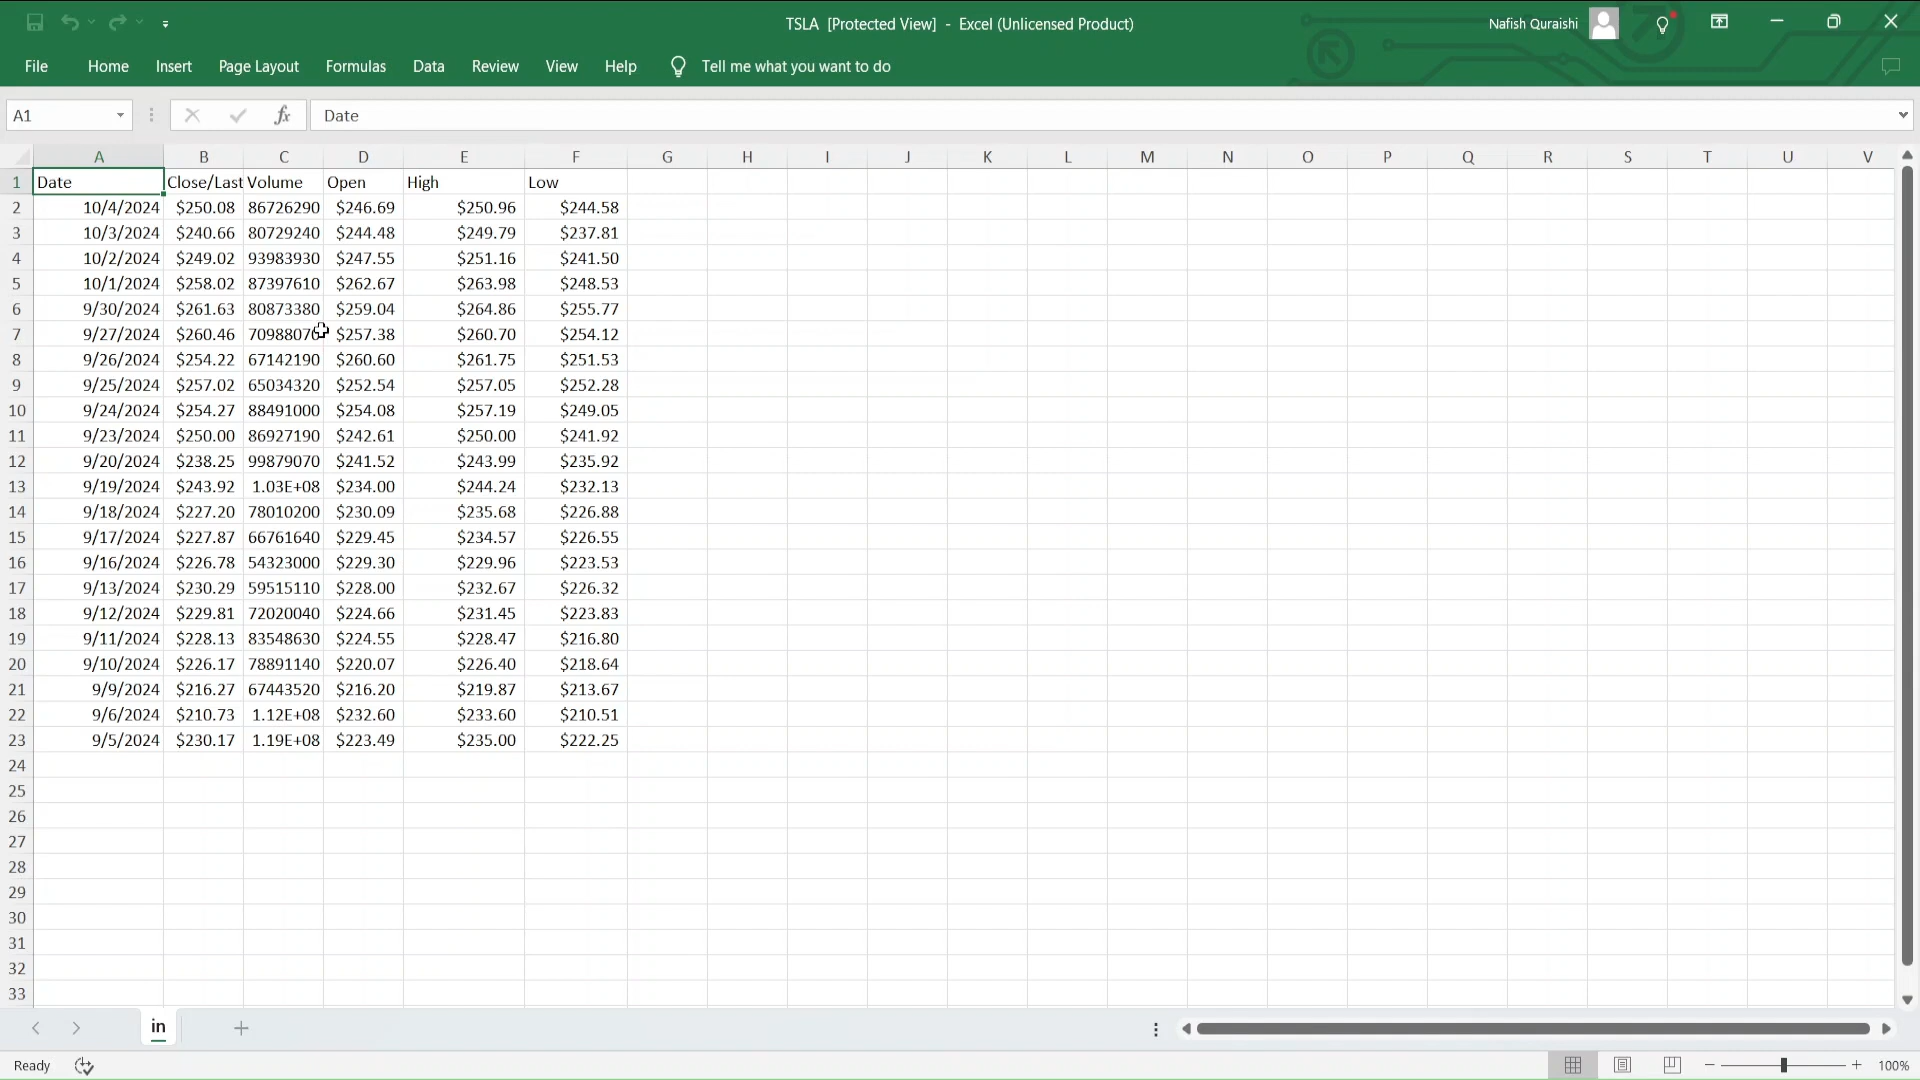 TSLA [Protected View] - Excel (Unlicensed Product)
Nafish Quraishi
File Home Insert Page Layout Formulas Data Review View Help Tell me what you want to do
A1 fx Date
A B C D E F G H I J K L M N O P Q R S T U V
1 Date Close/Last Volume Open High Low
2 10/4/2024 $250.08 86726290 $246.69 $250.96 $244.58
3 10/3/2024 $240.66 80729240 $244.48 $249.79 $237.81
4 10/2/2024 $249.02 93983930 $247.55 $251.16 $241.50
5 10/1/2024 $258.02 87397610 $262.67 $263.98 $248.53
6 9/30/2024 $261.63 80873380 $259.04 $264.86 $255.77
7 9/27/2024 $260.46 70988070 $257.38 $260.70 $254.12
8 9/26/2024 $254.22 67142190 $260.60 $261.75 $251.53
9 9/25/2024 $257.02 65034320 $252.54 $257.05 $252.28
10 9/24/2024 $254.27 88491000 $254.08 $257.19 $249.05
11 9/23/2024 $250.00 86927190 $242.61 $250.00 $241.92
12 9/20/2024 $238.25 99879070 $241.52 $243.99 $235.92
13 9/19/2024 $243.92 1.03E+08 $234.00 $244.24 $232.13
14 9/18/2024 $227.20 78010200 $230.09 $235.68 $226.88
15 9/17/2024 $227.87 66761640 $229.45 $234.57 $226.55
16 9/16/2024 $226.78 54323000 $229.30 $229.96 $223.53
17 9/13/2024 $230.29 59515110 $228.00 $232.67 $226.32
18 9/12/2024 $229.81 72020040 $224.66 $231.45 $223.83
19 9/11/2024 $228.13 83548630 $224.55 $228.47 $216.80
20 9/10/2024 $226.17 78891140 $220.07 $226.40 $218.64
21 9/9/2024 $216.27 67443520 $216.20 $219.87 $213.67
22 9/6/2024 $210.73 1.12E+08 $232.60 $233.60 $210.51
23 9/5/2024 $230.17 1.19E+08 $223.49 $235.00 $222.25
24
25
26
27
28
29
30
31
32
33
in
Ready 100%